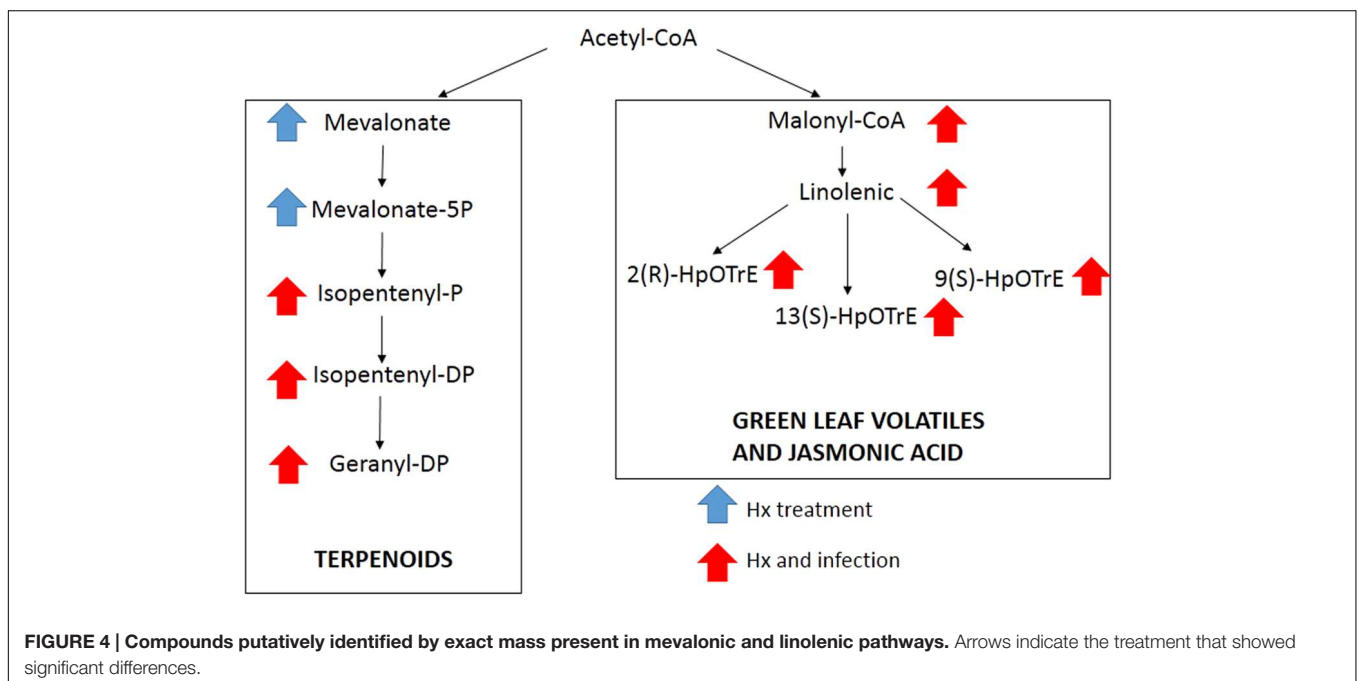 Acetyl-CoA
Mevalonate
Mevalonate-5P
Isopentenyl-P
Isopentenyl-DP
Geranyl-DP
TERPENOIDS
Malonyl-CoA
Linolenic
2(R)-HpOTrE
13(S)-HpOTrE
9(S)-HpOTrE
GREEN LEAF VOLATILES
AND JASMONIC ACID
Hx treatment
Hx and infection
FIGURE 4 | Compounds putatively identified by exact mass present in mevalonic and linolenic pathways. Arrows indicate the treatment that showed
significant differences.